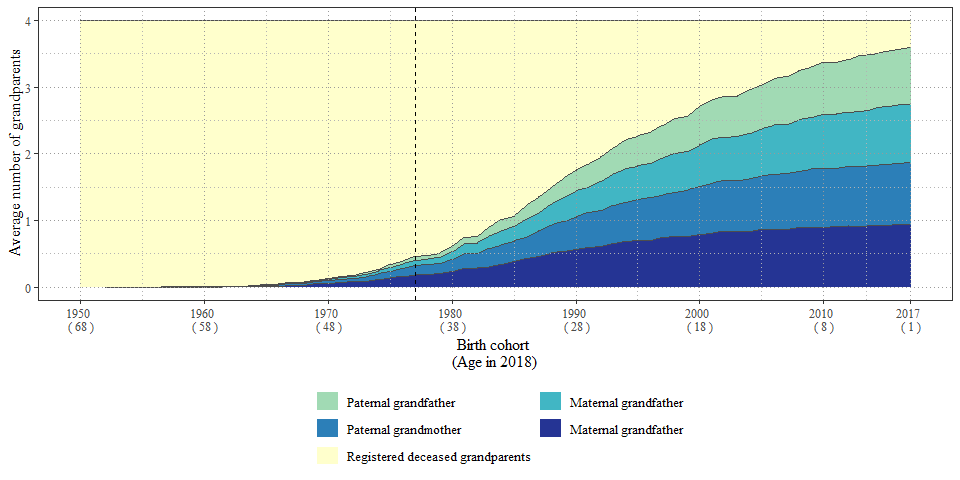 Average number of grandparents
4
3
2
1
0
1950 1960 1970 1980 1990 2000 2010 2017
( 68 ) ( 58 ) ( 48 ) ( 38 ) ( 28 ) ( 18 ) ( 8 ) ( 1 )
Birth cohort
(Age in 2018)
Paternal grandfather Maternal grandfather
Paternal grandmother Maternal grandfather
Registered deceased grandparents